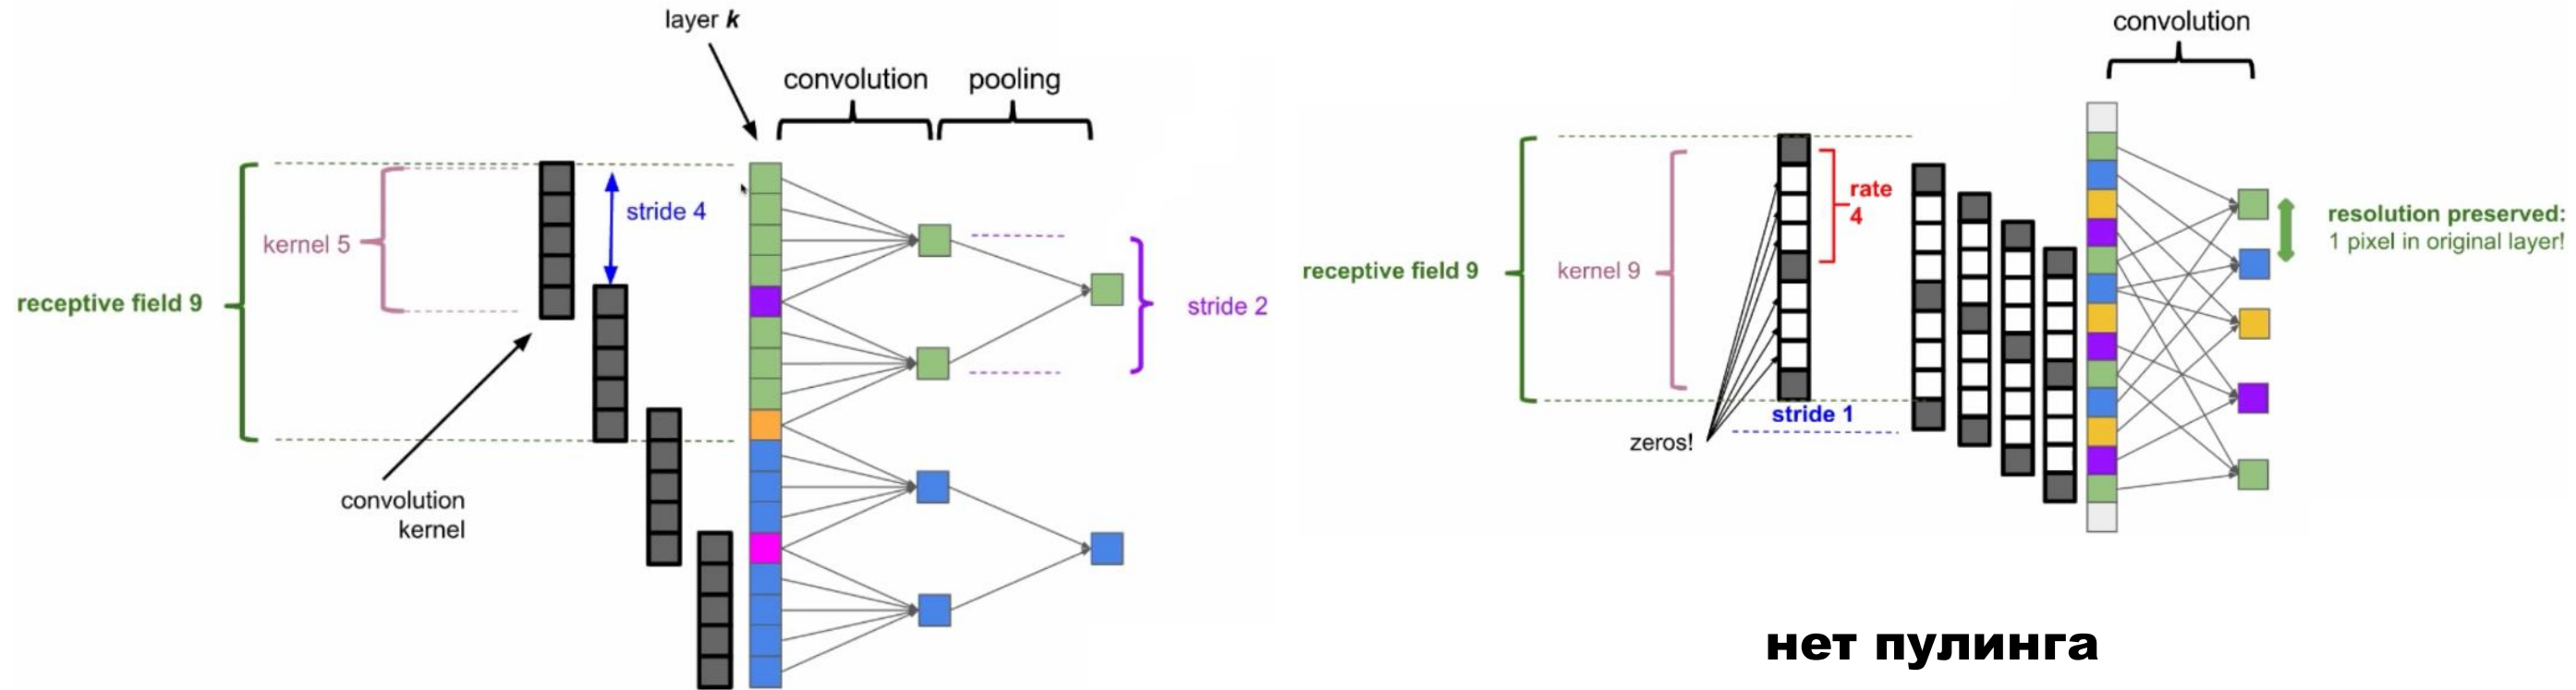 layer k
convolution
pooling
stride 4
kernel 5
receptive field 9
stride 2
convolution
kernel
convolution
rate
4
resolution preserved:
1 pixel in original layer!
receptive field 9
kernel 9
stride 1
zeros!
нет пулинга